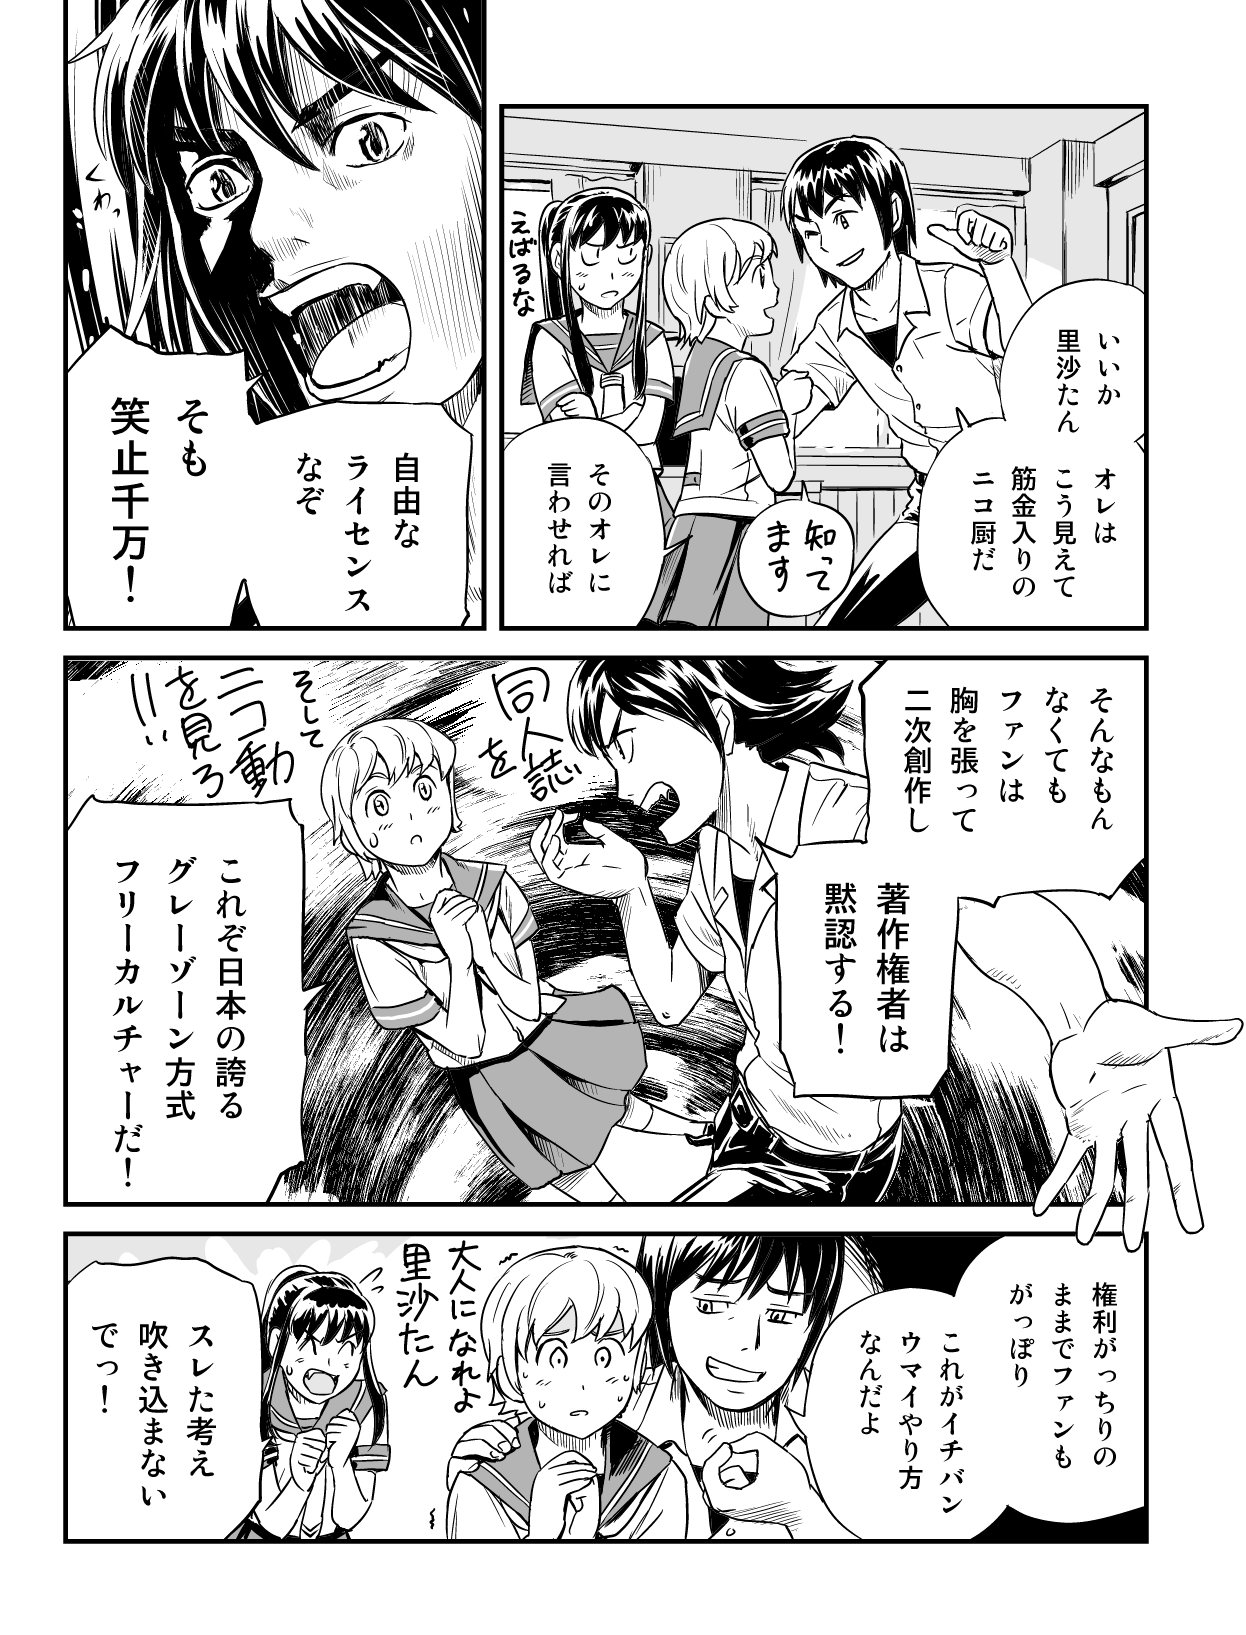 いいか
里沙たん
オレは
こう見えて
筋金入りの
ニコ厨だ
知って
ます
そのオレに
言わせれば
えばるな
くわっ
自由な
ライセンス
なぞ
そも
笑止千万！
そんなもん
なくても
ファンは
胸を張って
二次創作し
著作権者は
黙認する！
同人誌
を
そして
ニコ動
を見ろ
!!
これぞ日本の誇る
グレーゾーン方式
フリーカルチャーだ！
権利がっちりの
ままでファンも
がっぽり
これがイチバン
ウマイやり方
なんだよ
大人になれよ
里沙たん
スレた考え
吹き込まない
でっ！